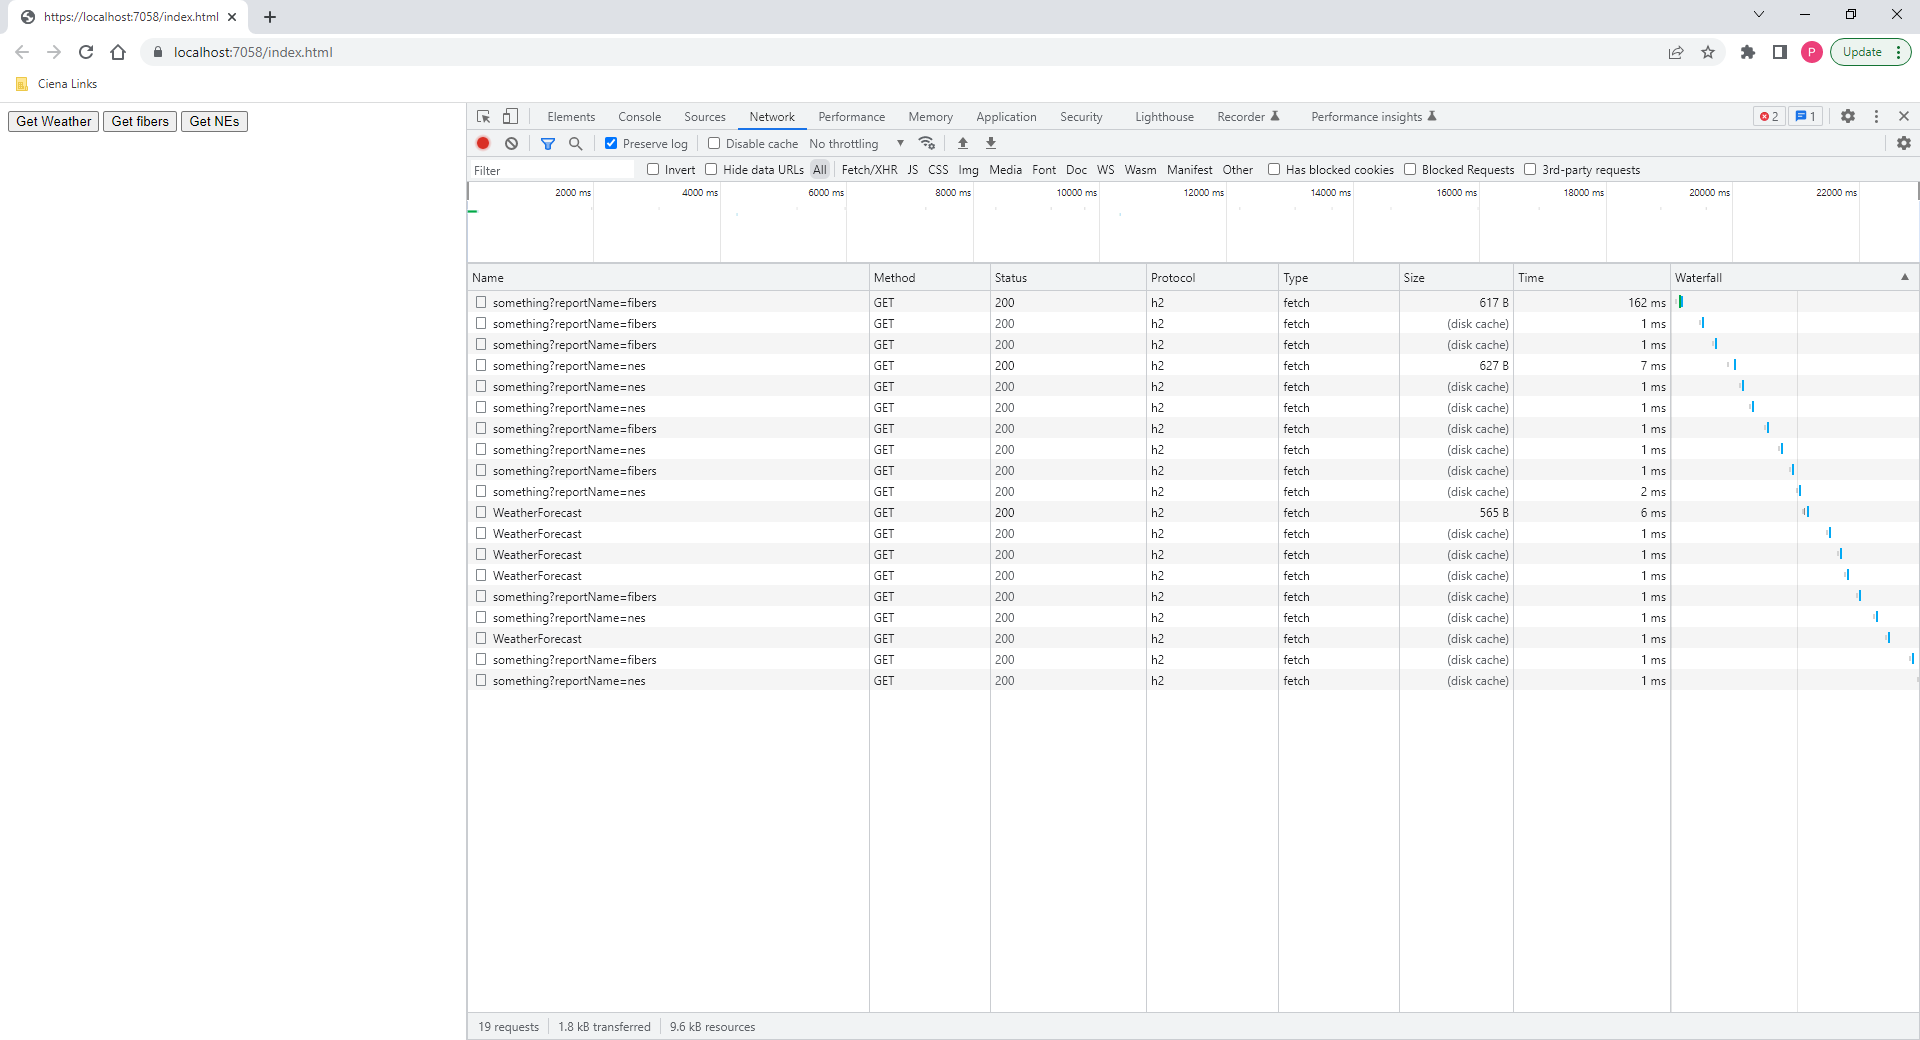 https://localhost:7058/index.html
localhost:7058/index.html
P
Update
Ciena Links
Get Weather Get fibers Get NEs
Elements Console Sources Network Performance Memory Application Security Lighthouse Recorder Performance insights 2 1
Preserve log Disable cache No throttling
Filter Invert Hide data URLs All Fetch/XHR JS CSS Img Media Font Doc WS Wasm Manifest Other Has blocked cookies Blocked Requests 3rd-party requests
2000 ms 4000 ms 6000 ms 8000 ms 10000 ms 12000 ms 14000 ms 16000 ms 18000 ms 20000 ms 22000 ms
Name Method Status Protocol Type Size Time Waterfall
something?reportName=fibers GET 200 h2 fetch 617 B 162 ms
something?reportName=fibers GET 200 h2 fetch (disk cache) 1 ms
something?reportName=fibers GET 200 h2 fetch (disk cache) 1 ms
something?reportName=nes GET 200 h2 fetch 627 B 7 ms
something?reportName=nes GET 200 h2 fetch (disk cache) 1 ms
something?reportName=nes GET 200 h2 fetch (disk cache) 1 ms
something?reportName=fibers GET 200 h2 fetch (disk cache) 1 ms
something?reportName=nes GET 200 h2 fetch (disk cache) 1 ms
something?reportName=fibers GET 200 h2 fetch (disk cache) 1 ms
something?reportName=nes GET 200 h2 fetch (disk cache) 2 ms
WeatherForecast GET 200 h2 fetch 565 B 6 ms
WeatherForecast GET 200 h2 fetch (disk cache) 1 ms
WeatherForecast GET 200 h2 fetch (disk cache) 1 ms
WeatherForecast GET 200 h2 fetch (disk cache) 1 ms
something?reportName=fibers GET 200 h2 fetch (disk cache) 1 ms
something?reportName=nes GET 200 h2 fetch (disk cache) 1 ms
WeatherForecast GET 200 h2 fetch (disk cache) 1 ms
something?reportName=fibers GET 200 h2 fetch (disk cache) 1 ms
something?reportName=nes GET 200 h2 fetch (disk cache) 1 ms
19 requests 1.8 kB transferred 9.6 kB resources